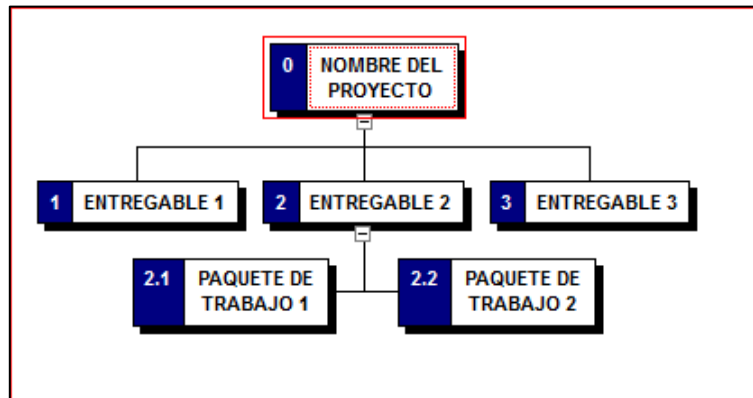 0 NOMBRE DEL
PROYECTO
1 ENTREGABLE 1
2 ENTREGABLE 2
3 ENTREGABLE 3
2.1 PAQUETE DE
TRABAJO 1
2.2 PAQUETE DE
TRABAJO 2